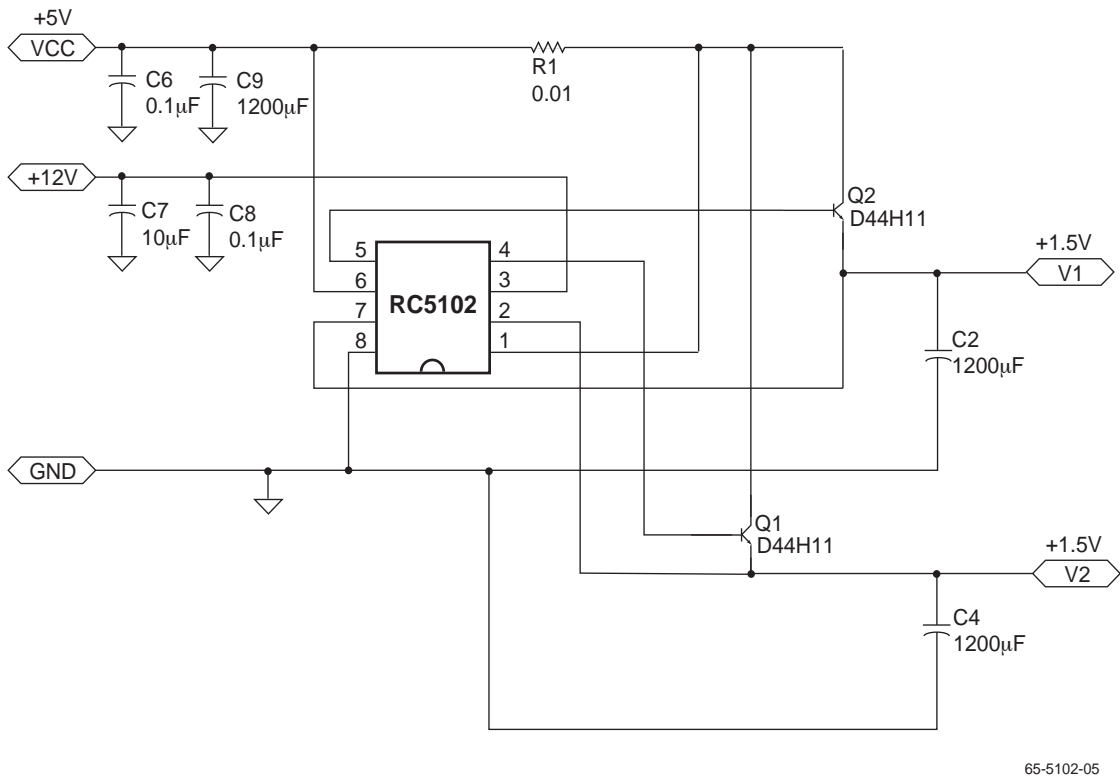 +5V
VCC
C6
0.1µF
C9
1200µF
R1
0.01
+12V
C7
10µF
C8
0.1µF
Q2
D44H11
+1.5V
V1
5
6
7
8
RC5102
4
3
2
1
C2
1200µF
GND
Q1
D44H11
+1.5V
V2
C4
1200µF
65-5102-05